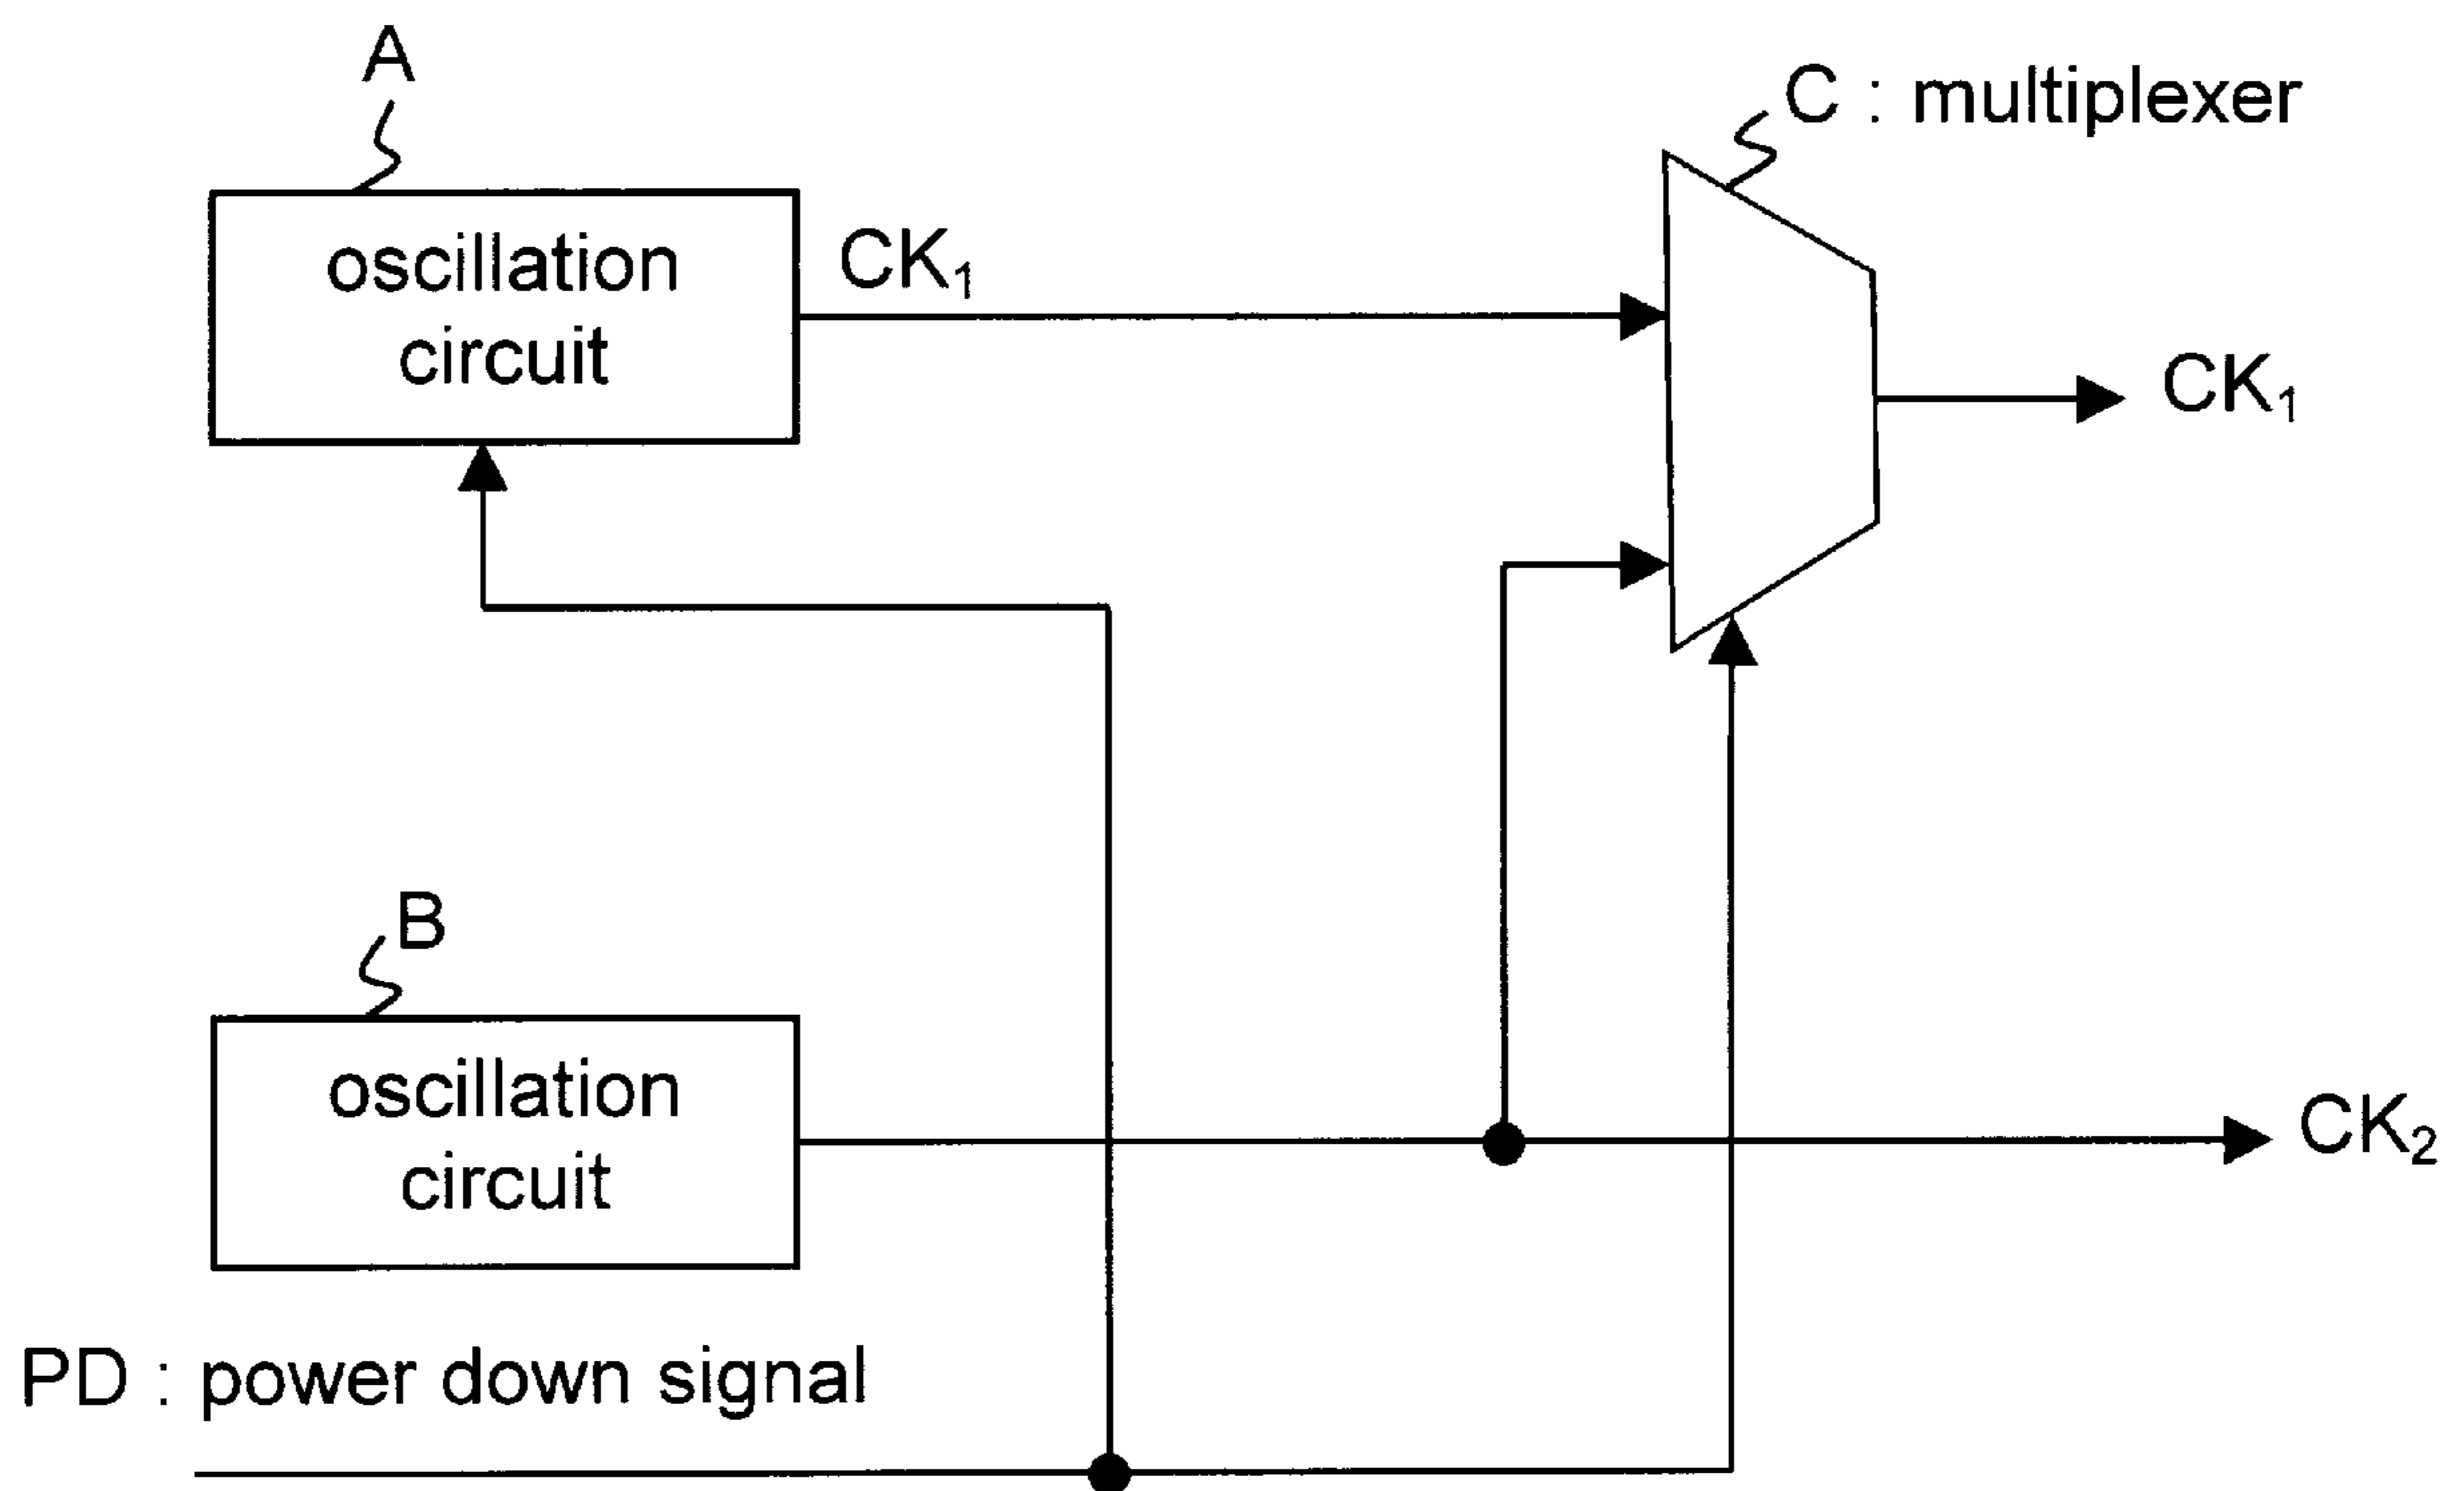 A
C : multiplexer
oscillation
circuit
CK₁
CK₁
B
oscillation
circuit
CK₂
PD : power down signal